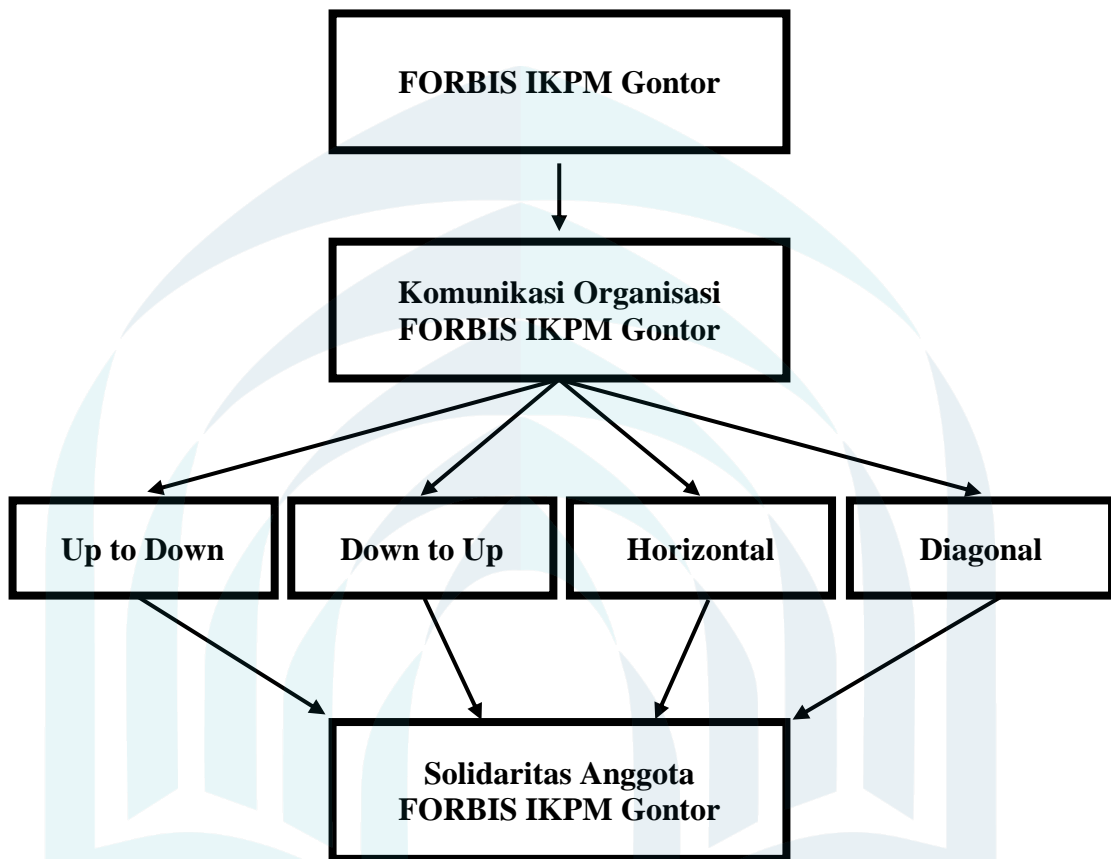 FORBIS IKPM Gontor
Komunikasi Organisasi
FORBIS IKPM Gontor
Up to Down
Down to Up
Horizontal
Diagonal
Solidaritas Anggota
FORBIS IKPM Gontor